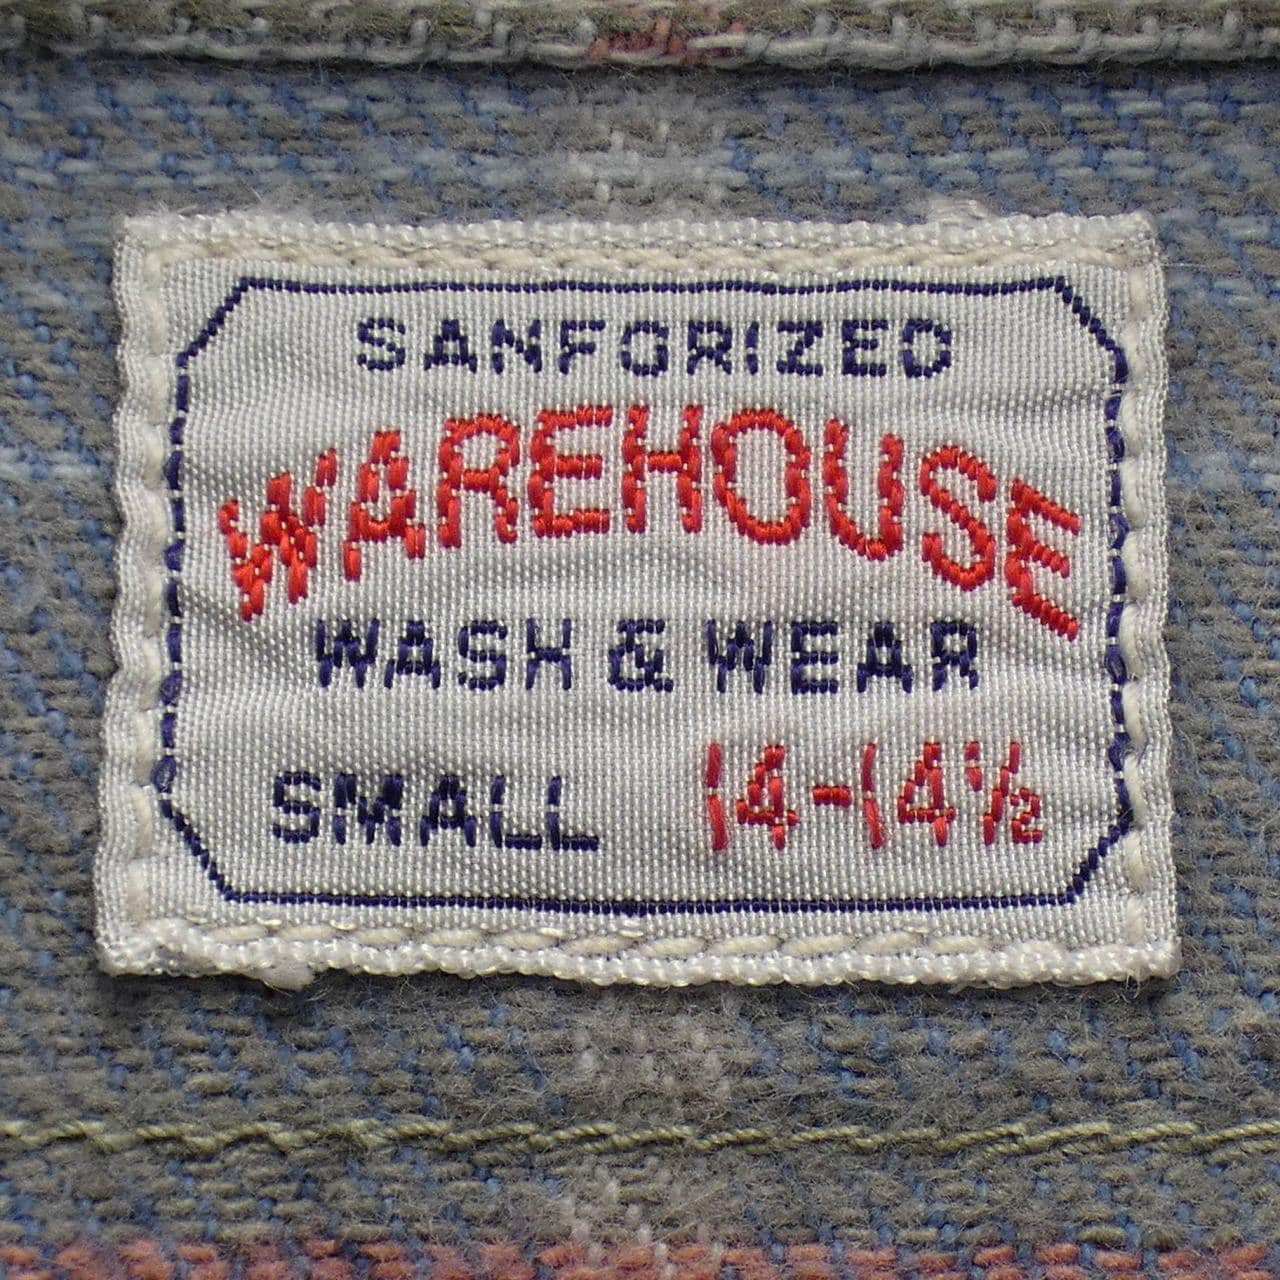 SANFORIZED
WAREHOUSE
WASH & WEAR
SMALL 14-14½